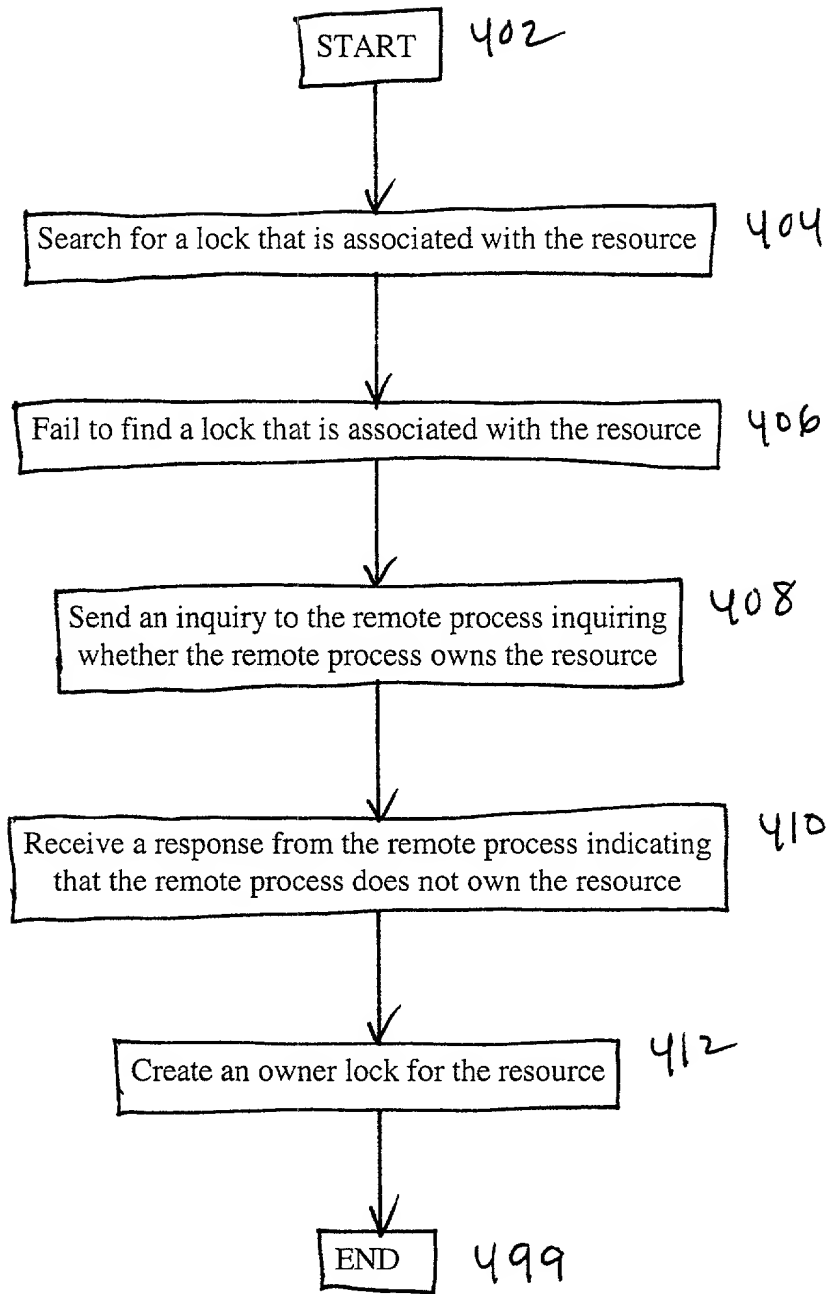 START 402
Search for a lock that is associated with the resource 404
Fail to find a lock that is associated with the resource 406
Send an inquiry to the remote process inquiring 408
whether the remote process owns the resource
Receive a response from the remote process indicating 410
that the remote process does not own the resource
Create an owner lock for the resource 412
END 499